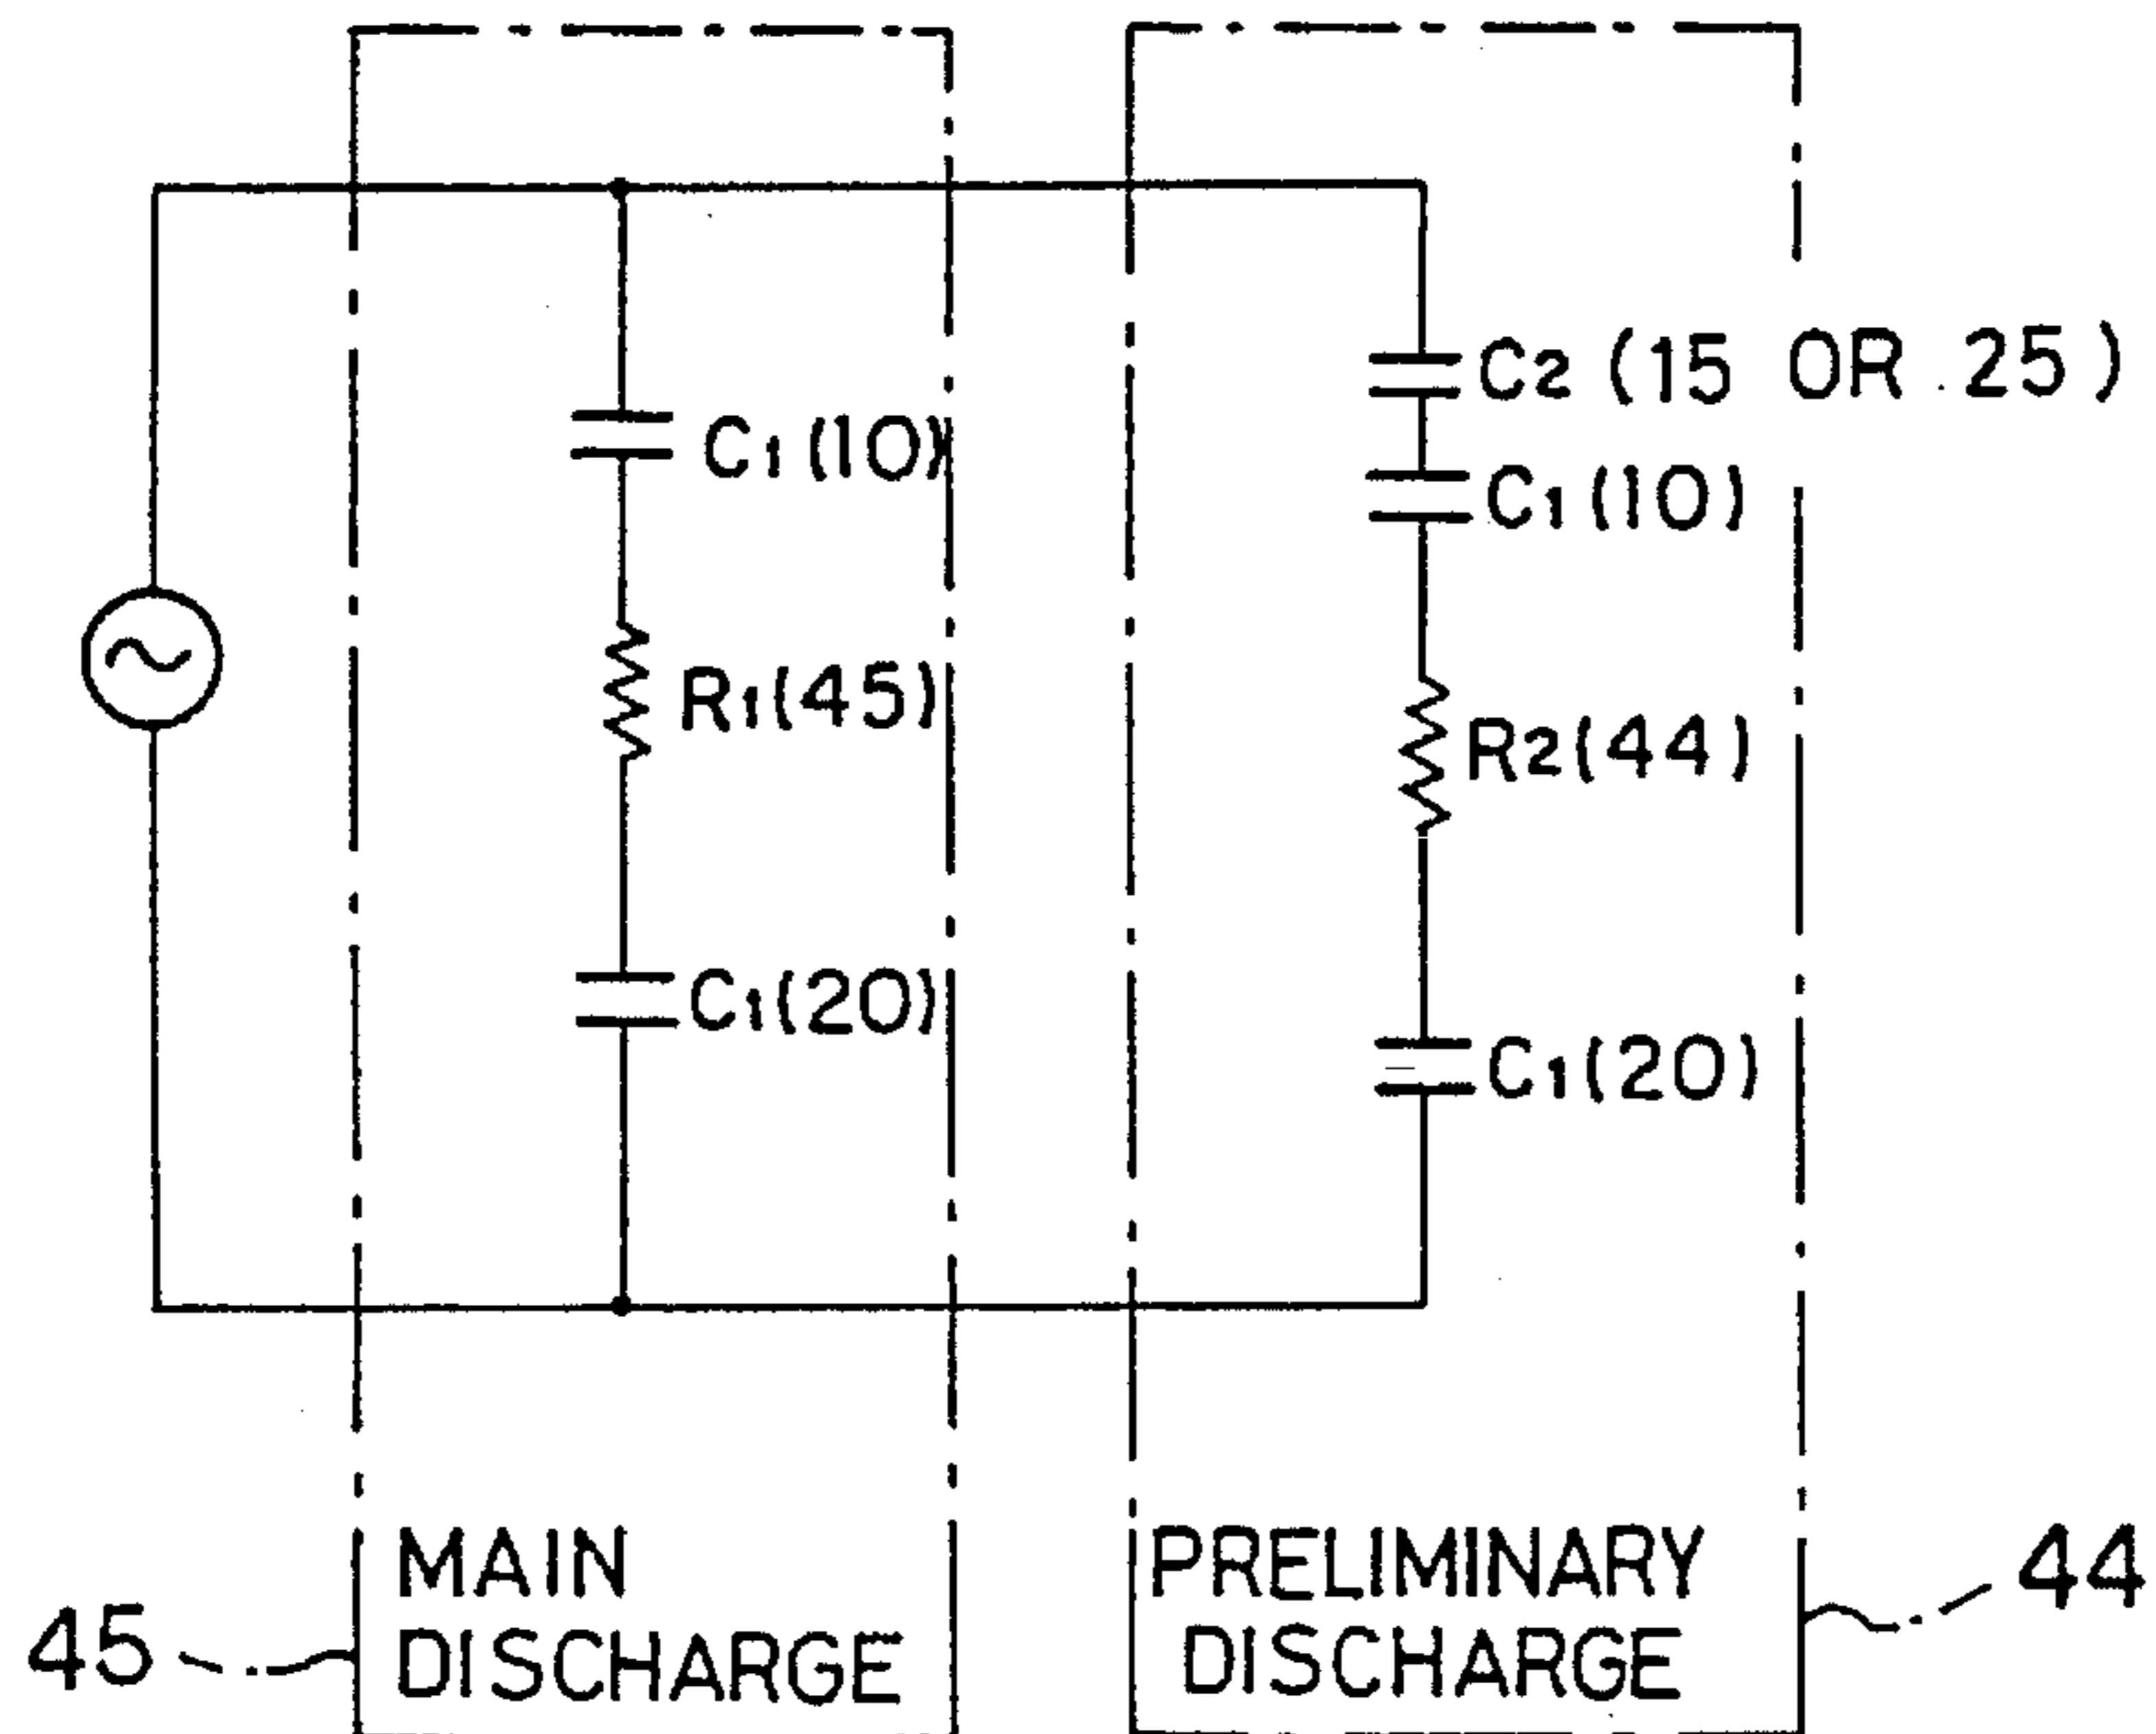 C2 (15 OR 25)
C1(10)
C1(10)
R1(45)
R2(44)
C1(20)
C1(20)
MAIN
DISCHARGE
PRELIMINARY
DISCHARGE
45
44